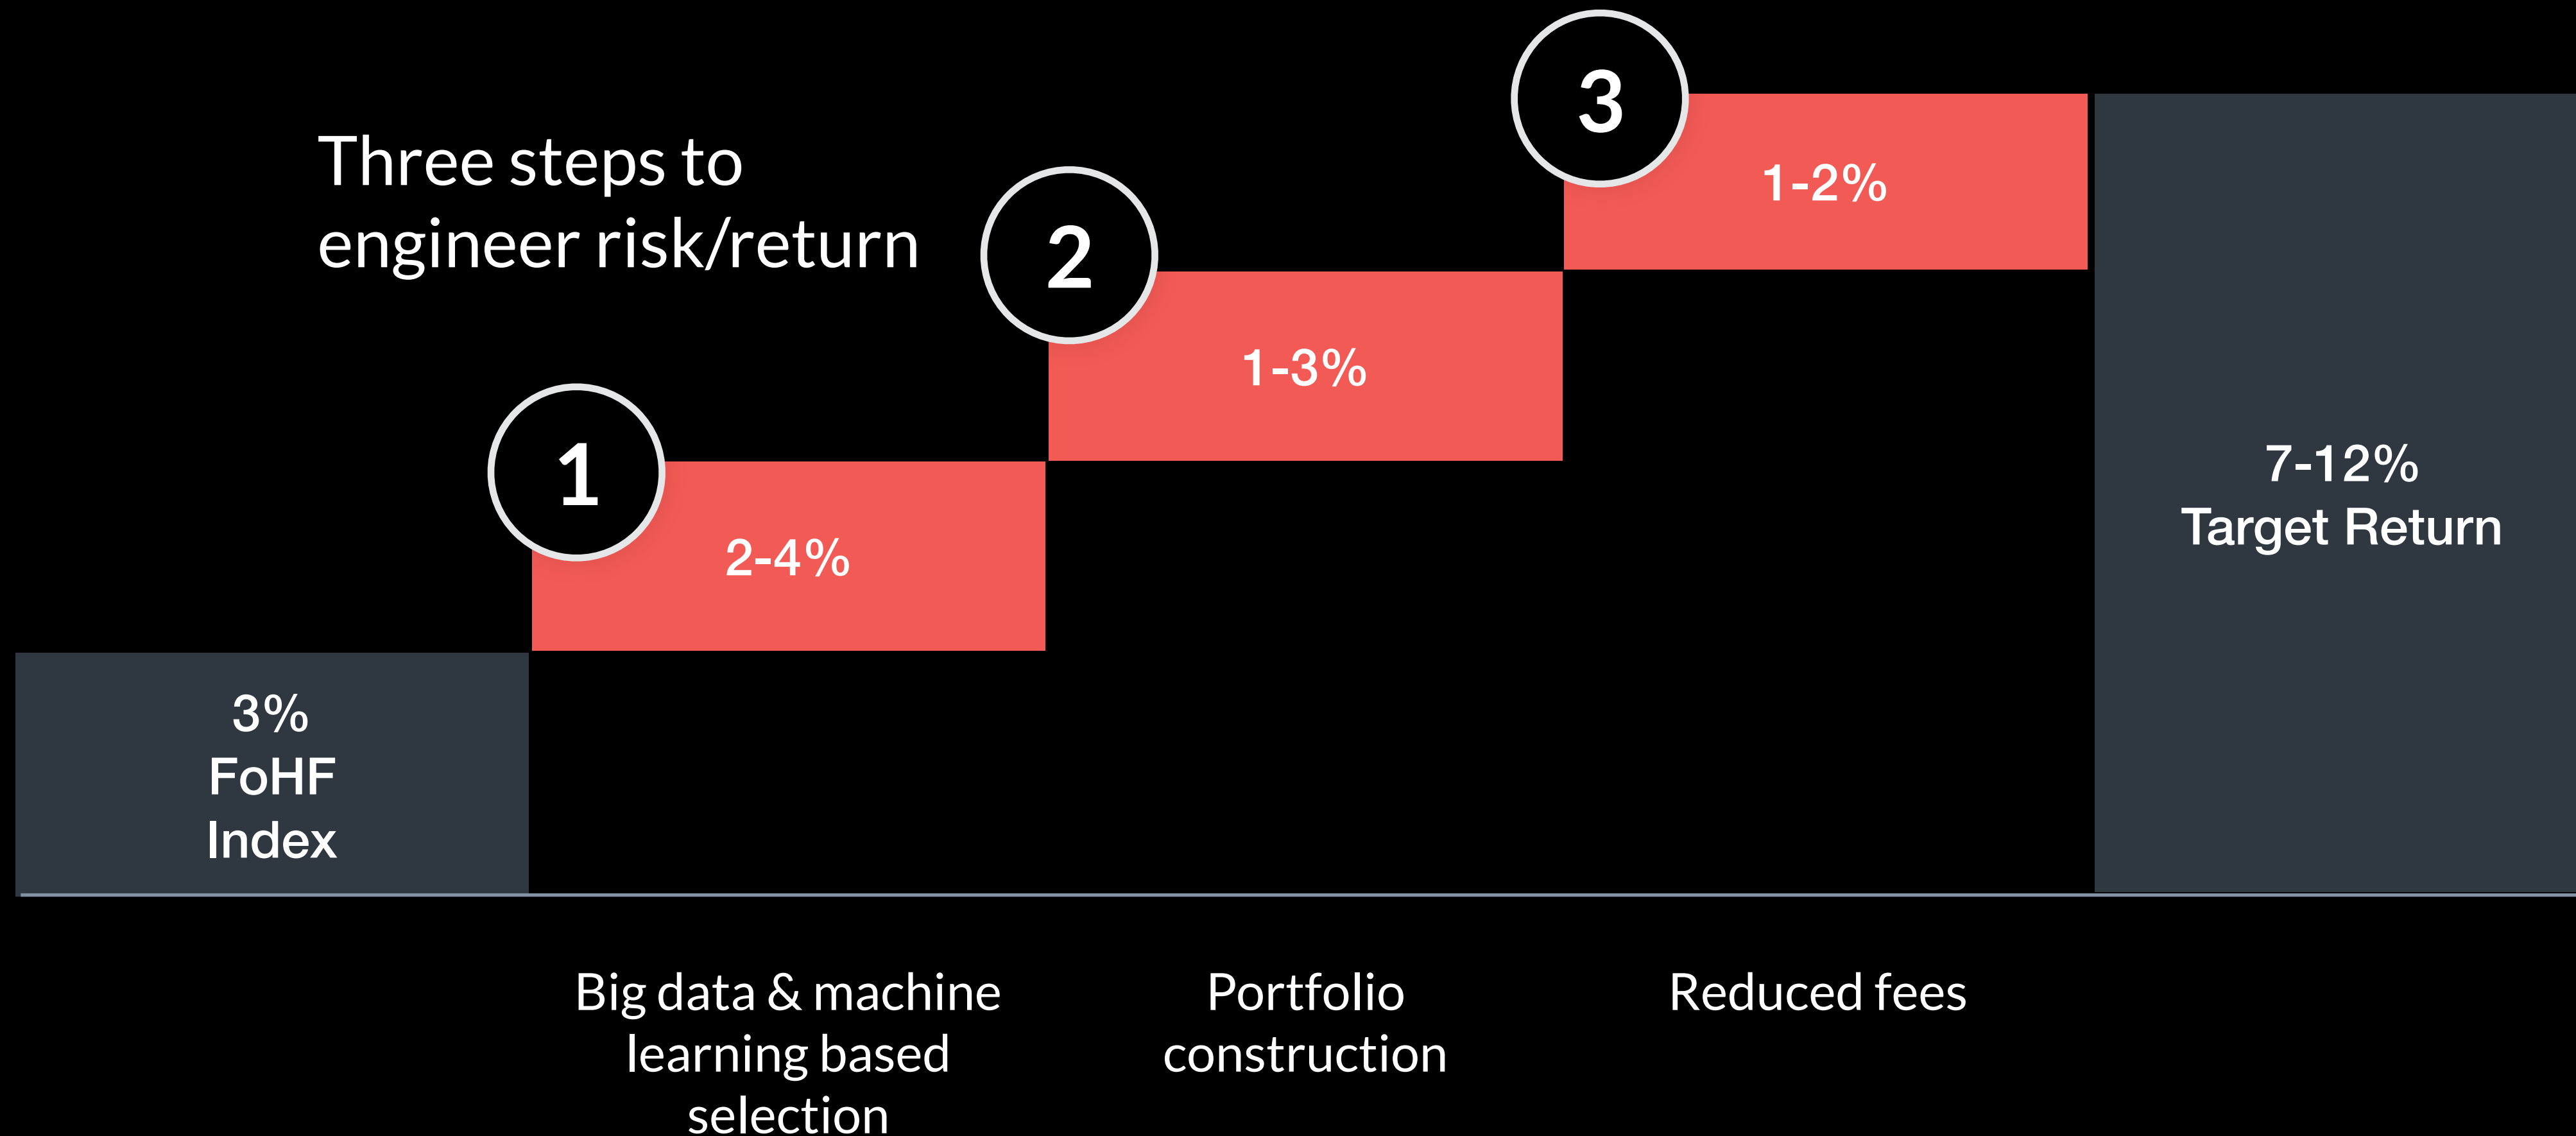 Three steps to
engineer risk/return
1
2
3
2-4%
1-3%
1-2%
3%
FoHF
Index
7-12%
Target Return
Big data & machine
learning based
selection
Portfolio
construction
Reduced fees